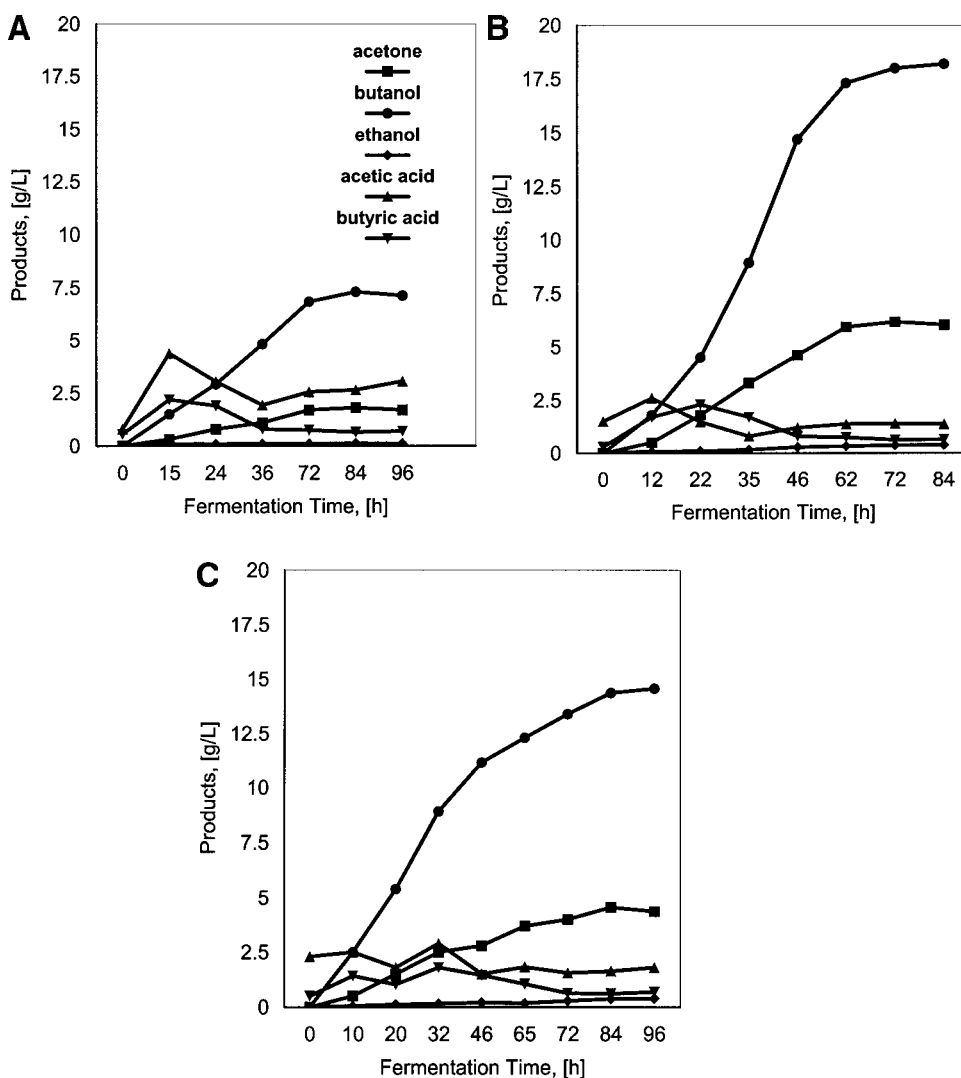 A
20
17.5
15
12.5
10
7.5
5
2.5
0
Products, [g/L]
acetone
butanol
ethanol
acetic acid
butyric acid
0 15 24 36 72 84 96
Fermentation Time, [h]
B
20
17.5
15
12.5
10
7.5
5
2.5
0
Products, [g/L]
0 12 22 35 46 62 72 84
Fermentation Time, [h]
C
20
17.5
15
12.5
10
7.5
5
2.5
0
Products, [g/L]
0 10 20 32 46 65 72 84 96
Fermentation Time, [h]